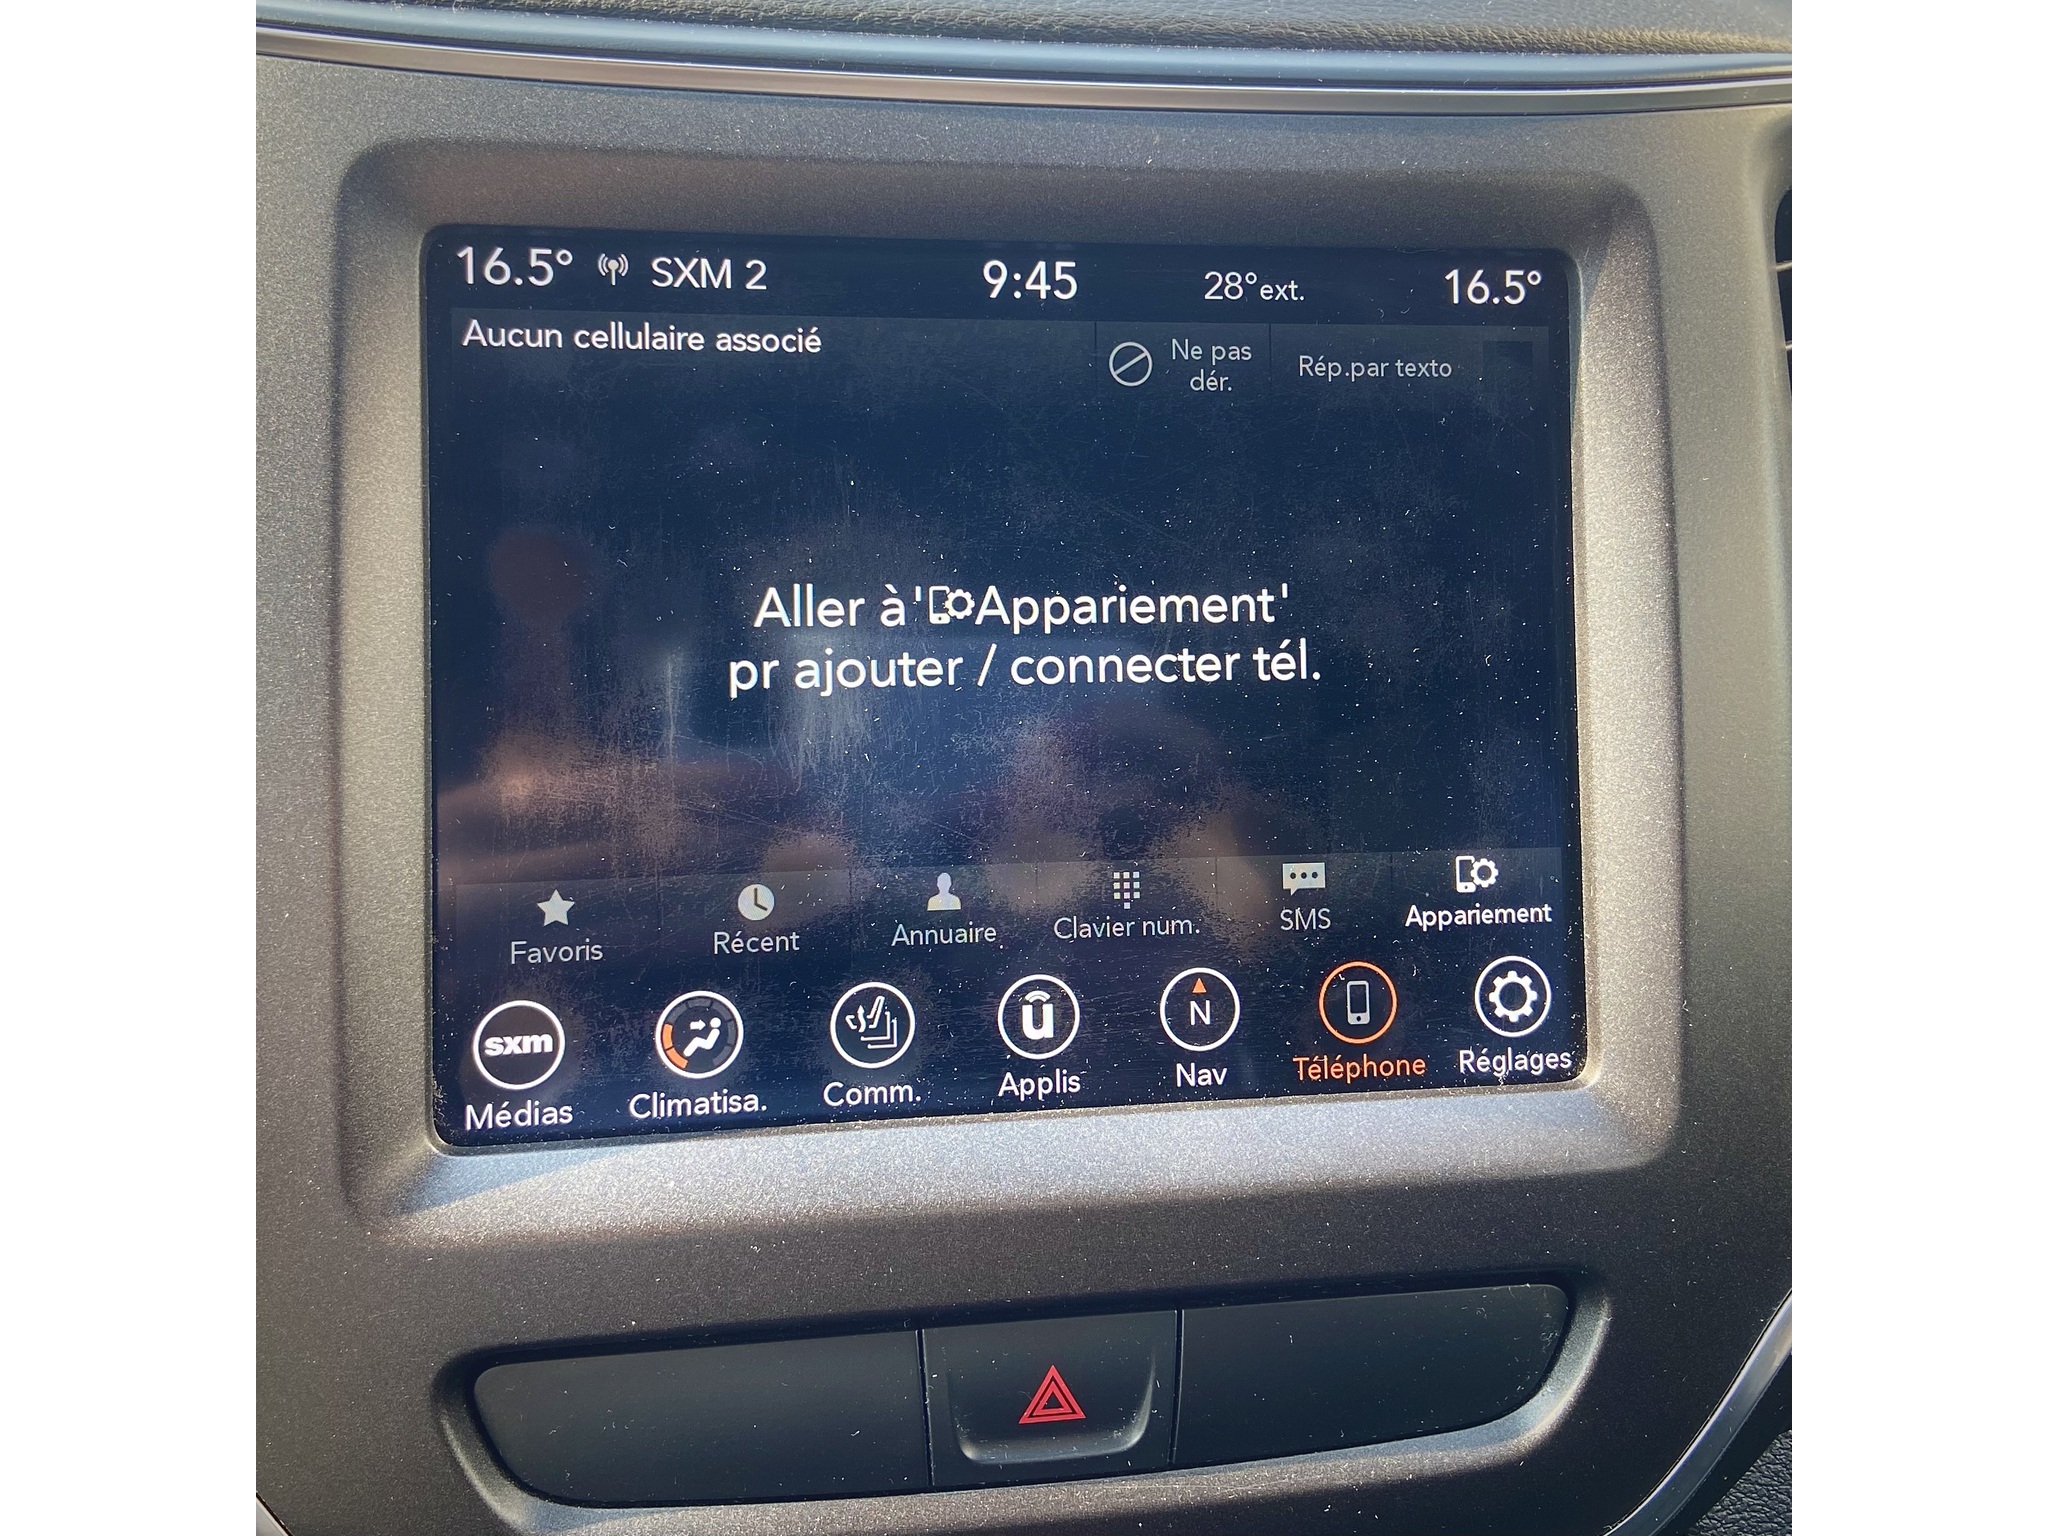 16.5° SXM 2 9:45 28°ext. 16.5°
Aucun cellulaire associé
Ne pas
dér.
Rép.par texto
Aller à 'Appariement'
pr ajouter / connecter tél.
Favoris Récent Annuaire Clavier num. SMS Appariement
sxm ū N
Médias Climatisa. Comm. Applis Nav Téléphone Réglages